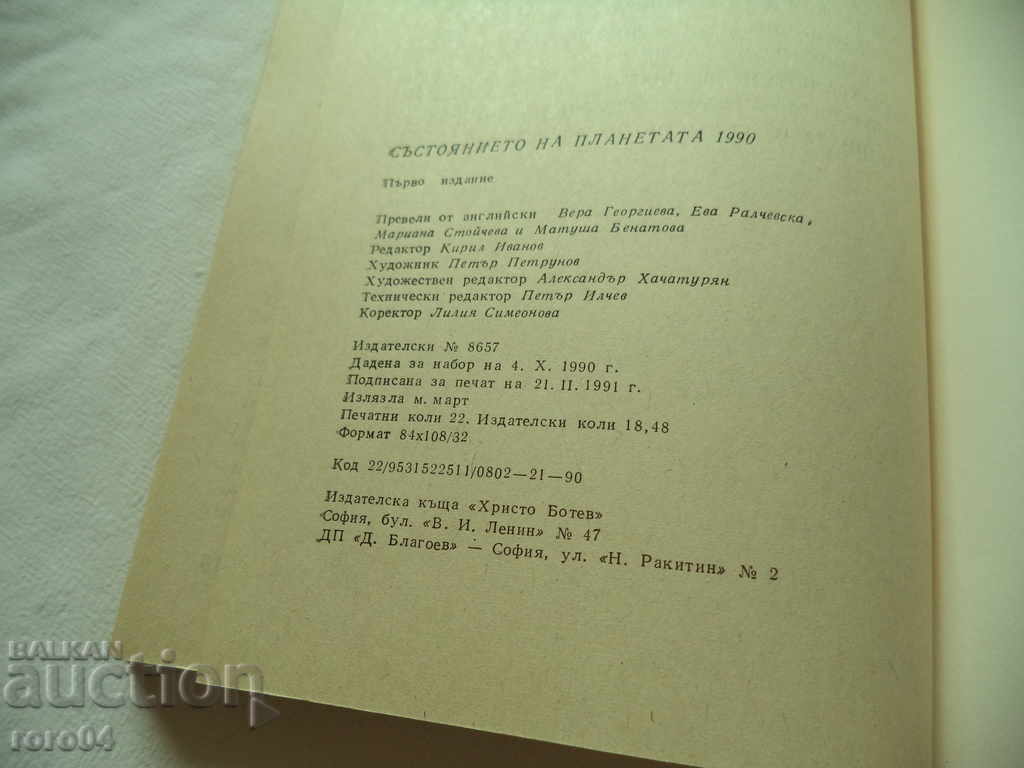 СЪСТОЯНИЕТО НА ПЛАНЕТАТА 1990
Първо издание
Превели от английски Вера Георгиева, Ева Ралчевска,
Мариана Стойчева и Матуша Бенатова
Редактор Кирил Иванов
Художник Петър Петрунов
Художествен редактор Александър Хачатурян
Технически редактор Петър Илчев
Коректор Лилия Симеонова
Издателски № 8657
Дадена за набор на 4. X. 1990 г.
Подписана за печат на 21. II. 1991 г.
Излязла м. март
Печатни коли 22. Издателски коли 18,48
Формат 84x108/32
Код 22/9531522511/0802—21—90
Издателска къща «Христо Ботев»
София, бул. «В. И. Ленин» № 47
ДП «Д. Благоев» — София, ул. «Н. Ракитин» № 2
BALKAN
auction
roro04